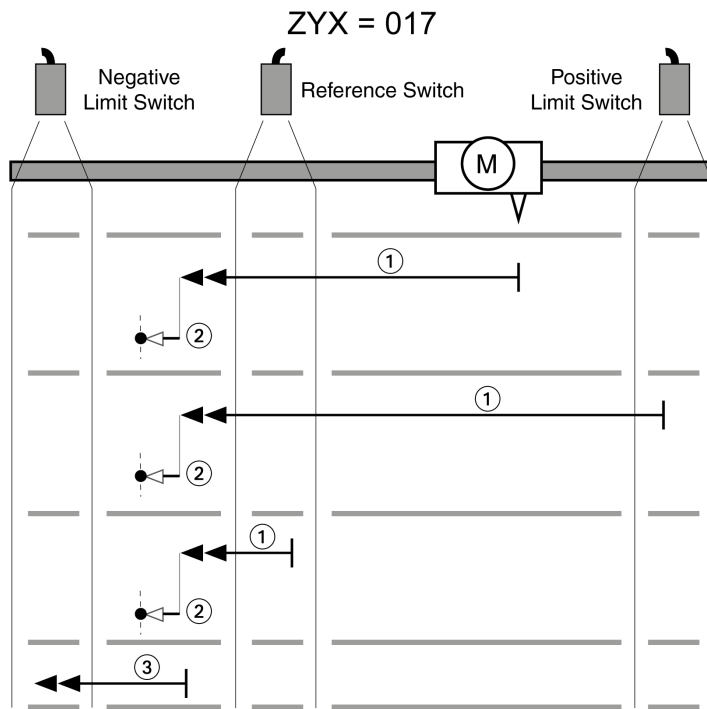 ZYX = 017
Negative
Limit Switch
Reference Switch
Positive
Limit Switch
M
1
2
1
2
1
2
3